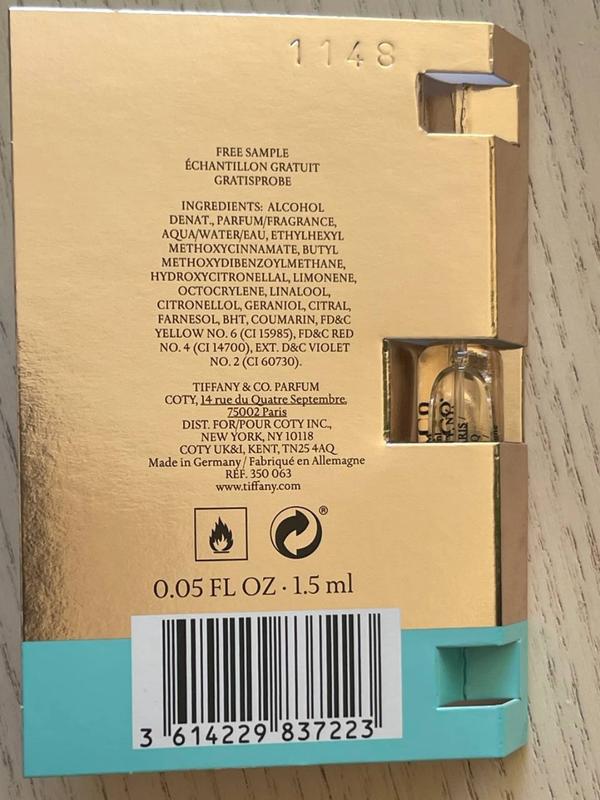 1148
FREE SAMPLE
ÉCHANTILLON GRATUIT
GRATISPROBE
INGREDIENTS: ALCOHOL
DENAT., PARFUM/FRAGRANCE,
AQUA/WATER/EAU, ETHYLHEXYL
METHOXYCINNAMATE, BUTYL
METHOXYDIBENZOYLMETHANE,
HYDROXYCITRONELLAL, LIMONENE,
OCTOCRYLENE, LINALOOL,
CITRONELLOL, GERANIOL, CITRAL,
FARNESOL, BHT, COUMARIN, FD&C
YELLOW NO. 6 (CI 15985), FD&C RED
NO. 4 (CI 14700), EXT. D&C VIOLET
NO. 2 (CI 60730).
TIFFANY & CO. PARFUM
COTY, 14 rue du Quatre Septembre,
75002 Paris
DIST. FOR/POUR COTY INC.,
NEW YORK, NY 10118
COTY UK&I, KENT, TN25 4AQ
Made in Germany / Fabriqué en Allemagne
RÉF. 350 063
www.tiffany.com
®
0.05 FL OZ · 1.5 ml
3 614229 837223